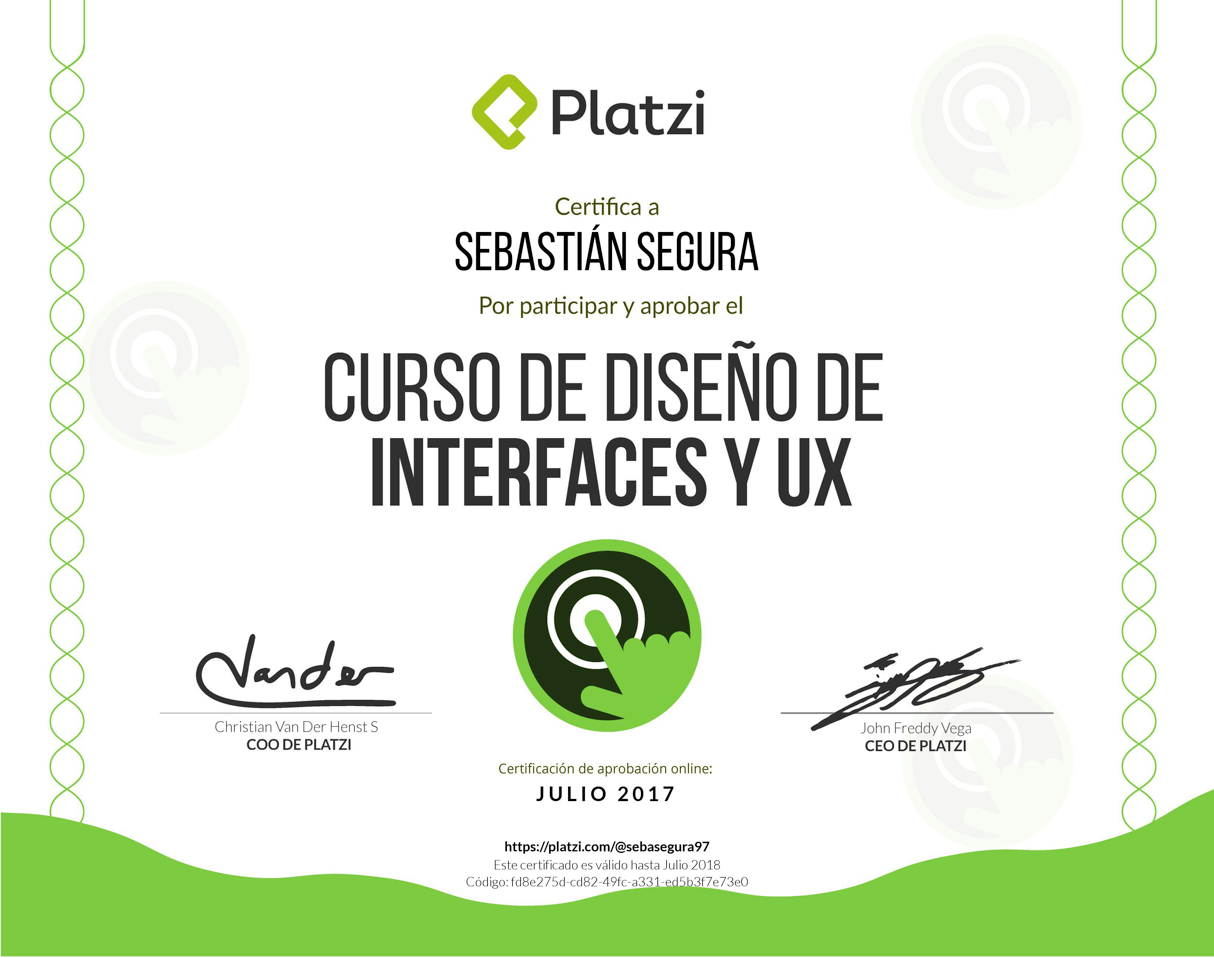 Platzi
Certifica a
SEBASTIÁN SEGURA
Por participar y aprobar el
CURSO DE DISEÑO DE
INTERFACES Y UX
Vander
Christian Van Der Henst S
COO DE PLATZI
John Freddy Vega
CEO DE PLATZI
Certificación de aprobación online:
JULIO 2017
https://platzi.com/@sebasegura97
Este certificado es válido hasta Julio 2018
Código: fd8e275d-cd82-49fc-a331-ed5b3f7e73e0